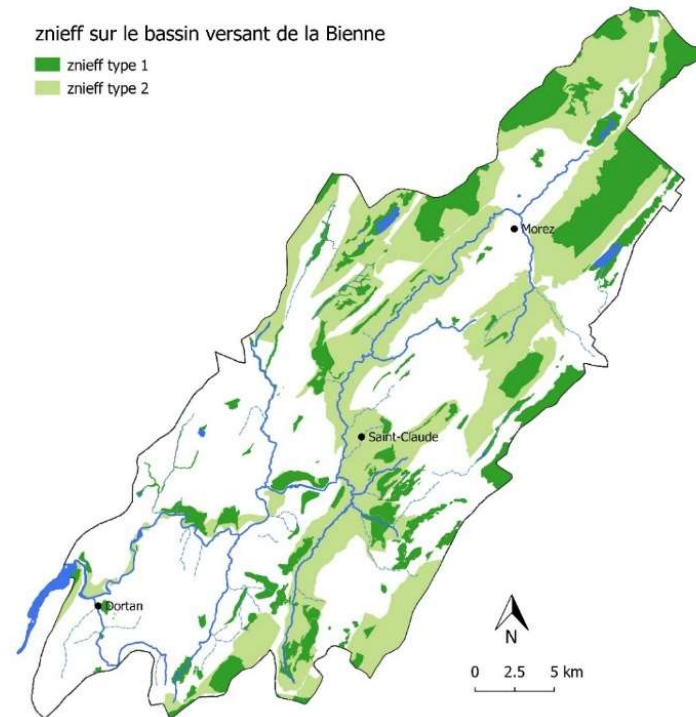 znieff sur le bassin versant de la Bienne
znieff type 1
znieff type 2
Morez
Saint-Claude
Dortan
N
0 2.5 5 km